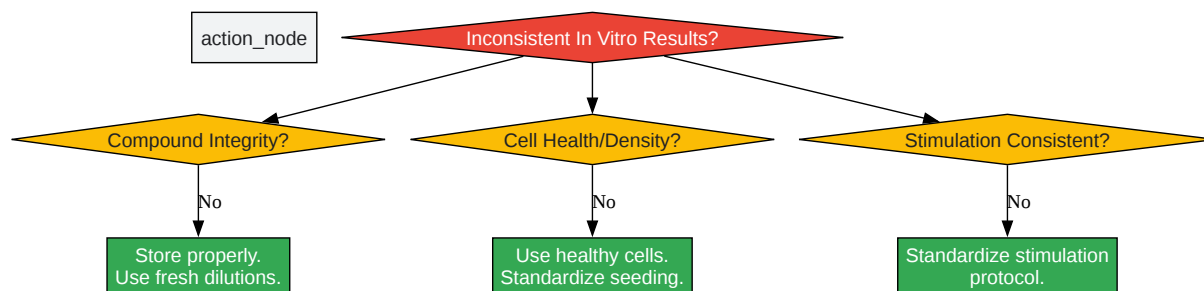 action_node
Inconsistent In Vitro Results?
Compound Integrity?
Cell Health/Density?
Stimulation Consistent?
No
No
No
Store properly.
Use fresh dilutions.
Use healthy cells.
Standardize seeding.
Standardize stimulation
protocol.